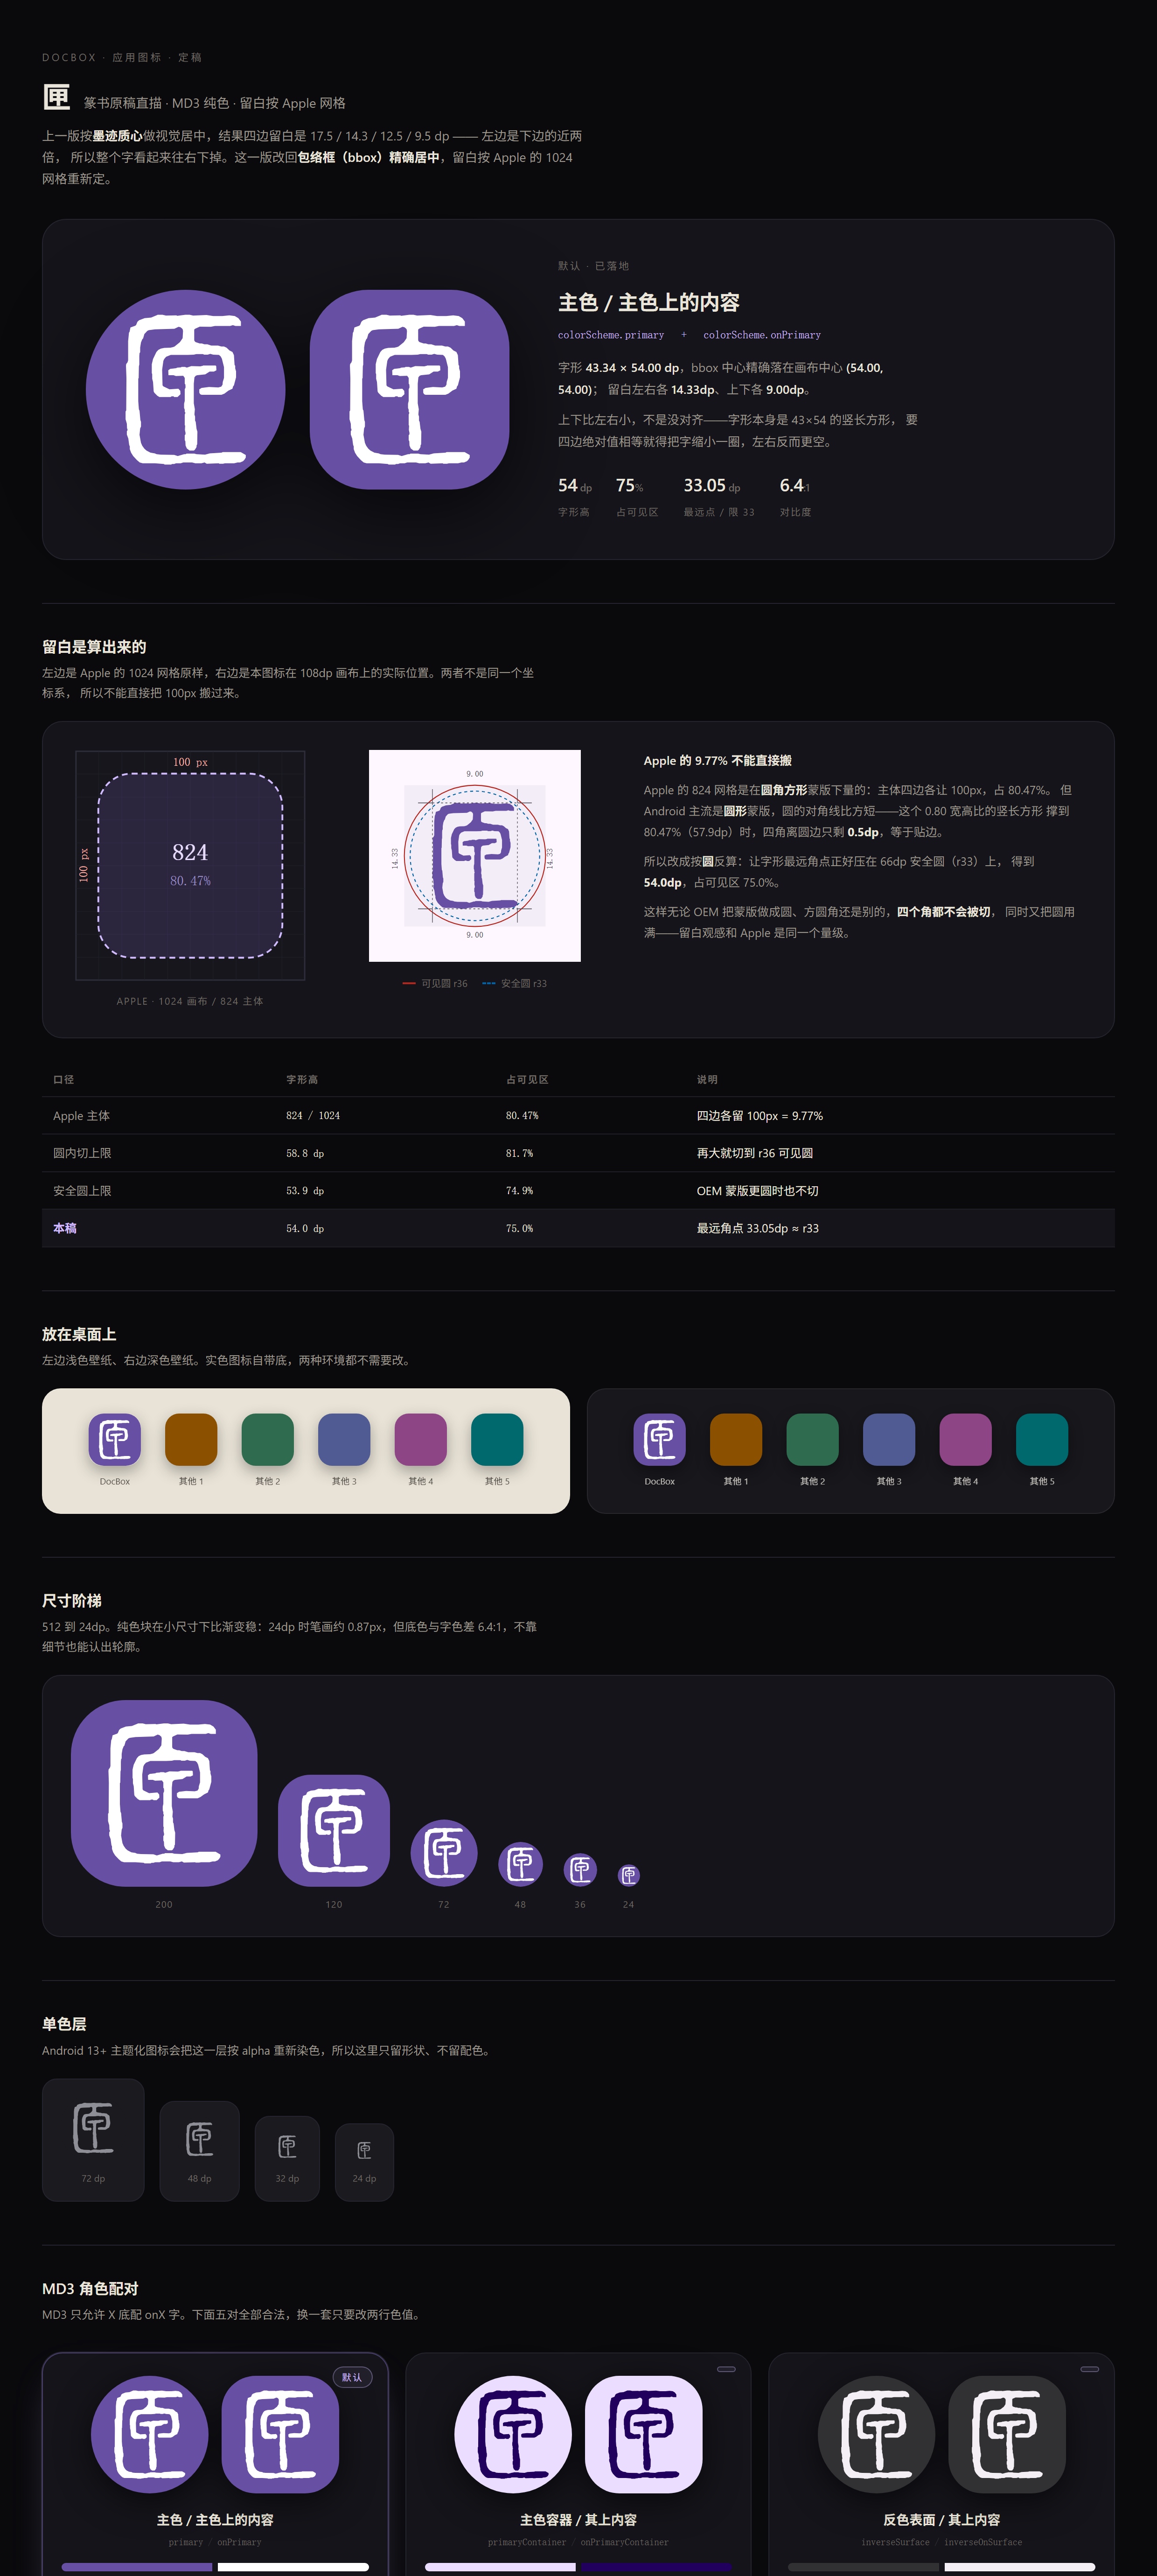 DOCBOX · 应用图标 · 定稿
匣 篆书原稿直描 · MD3 纯色 · 留白按 Apple 网格
上一版按墨迹质心做视觉居中，结果四边留白是 17.5 / 14.3 / 12.5 / 9.5 dp —— 左边是下边的近两
倍， 所以整个字看起来往右下掉。这一版改回包络框（bbox）精确居中，留白按 Apple 的 1024
网格重新定。
默认 · 已落地
主色 / 主色上的内容
colorScheme.primary + colorScheme.onPrimary
字形 43.34 × 54.00 dp，bbox 中心精确落在画布中心 (54.00,
54.00)； 留白左右各 14.33dp、上下各 9.00dp。
上下比左右小，不是没对齐——字形本身是 43×54 的竖长方形， 要
四边绝对值相等就得把字缩小一圈，左右反而更空。
54 dp 75% 33.05 dp 6.4:1
字形高 占可见区 最远点 / 限 33 对比度
留白是算出来的
左边是 Apple 的 1024 网格原样，右边是本图标在 108dp 画布上的实际位置。两者不是同一个坐
标系， 所以不能直接把 100px 搬过来。
100 px
100 px
824
80.47%
APPLE · 1024 画布 / 824 主体
9.00
14.33
14.33
9.00
可见圆 r36 安全圆 r33
Apple 的 9.77% 不能直接搬
Apple 的 824 网格是在圆角方形蒙版下量的：主体四边各让 100px，占 80.47%。 但
Android 主流是圆形蒙版，圆的对角线比方短——这个 0.80 宽高比的竖长方形 撑到
80.47%（57.9dp）时，四角离圆边只剩 0.5dp，等于贴边。
所以改成按圆反算：让字形最远角点正好压在 66dp 安全圆（r33）上， 得到
54.0dp，占可见区 75.0%。
这样无论 OEM 把蒙版做成圆、方圆角还是别的，四个角都不会被切， 同时又把圆用
满——留白观感和 Apple 是同一个量级。
口径 字形高 占可见区 说明
Apple 主体 824 / 1024 80.47% 四边各留 100px = 9.77%
圆内切上限 58.8 dp 81.7% 再大就切到 r36 可见圆
安全圆上限 53.9 dp 74.9% OEM 蒙版更圆时也不切
本稿 54.0 dp 75.0% 最远角点 33.05dp ≈ r33
放在桌面上
左边浅色壁纸、右边深色壁纸。实色图标自带底，两种环境都不需要改。
DocBox 其他 1 其他 2 其他 3 其他 4 其他 5
DocBox 其他 1 其他 2 其他 3 其他 4 其他 5
尺寸阶梯
512 到 24dp。纯色块在小尺寸下比渐变稳：24dp 时笔画约 0.87px，但底色与字色差 6.4:1，不靠
细节也能认出轮廓。
200 120 72 48 36 24
单色层
Android 13+ 主题化图标会把这一层按 alpha 重新染色，所以这里只留形状、不留配色。
72 dp 48 dp 32 dp 24 dp
MD3 角色配对
MD3 只允许 X 底配 onX 字。下面五对全部合法，换一套只要改两行色值。
默认
主色 / 主色上的内容
primary / onPrimary
主色容器 / 其上内容
primaryContainer / onPrimaryContainer
反色表面 / 其上内容
inverseSurface / inverseOnSurface